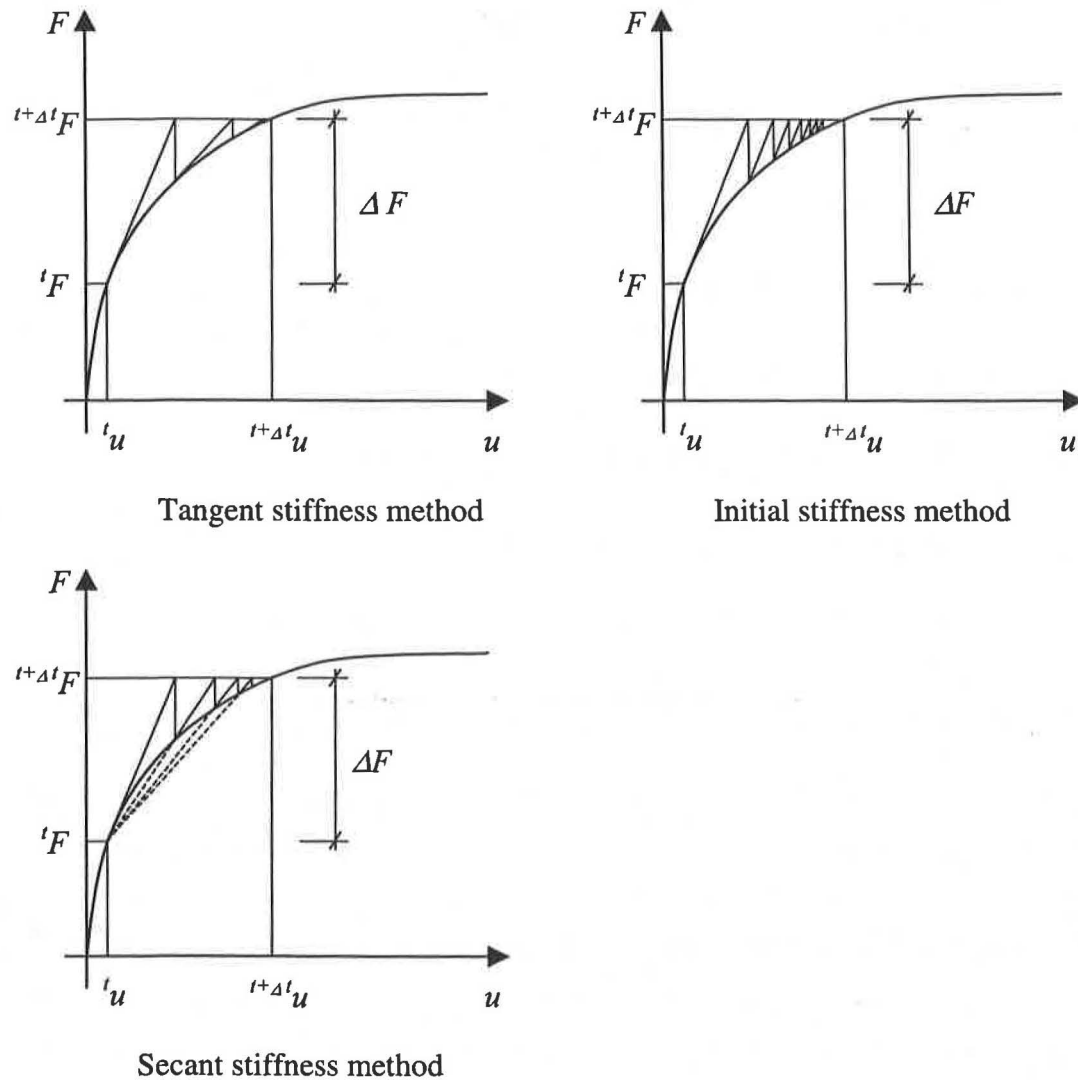 F
F
t+Δt F
t+Δt F
ΔF
ΔF
t F
t F
t u
t+Δt u
u
t u
t+Δt u
u
Tangent stiffness method
Initial stiffness method
F
t+Δt F
ΔF
t F
t u
t+Δt u
u
Secant stiffness method